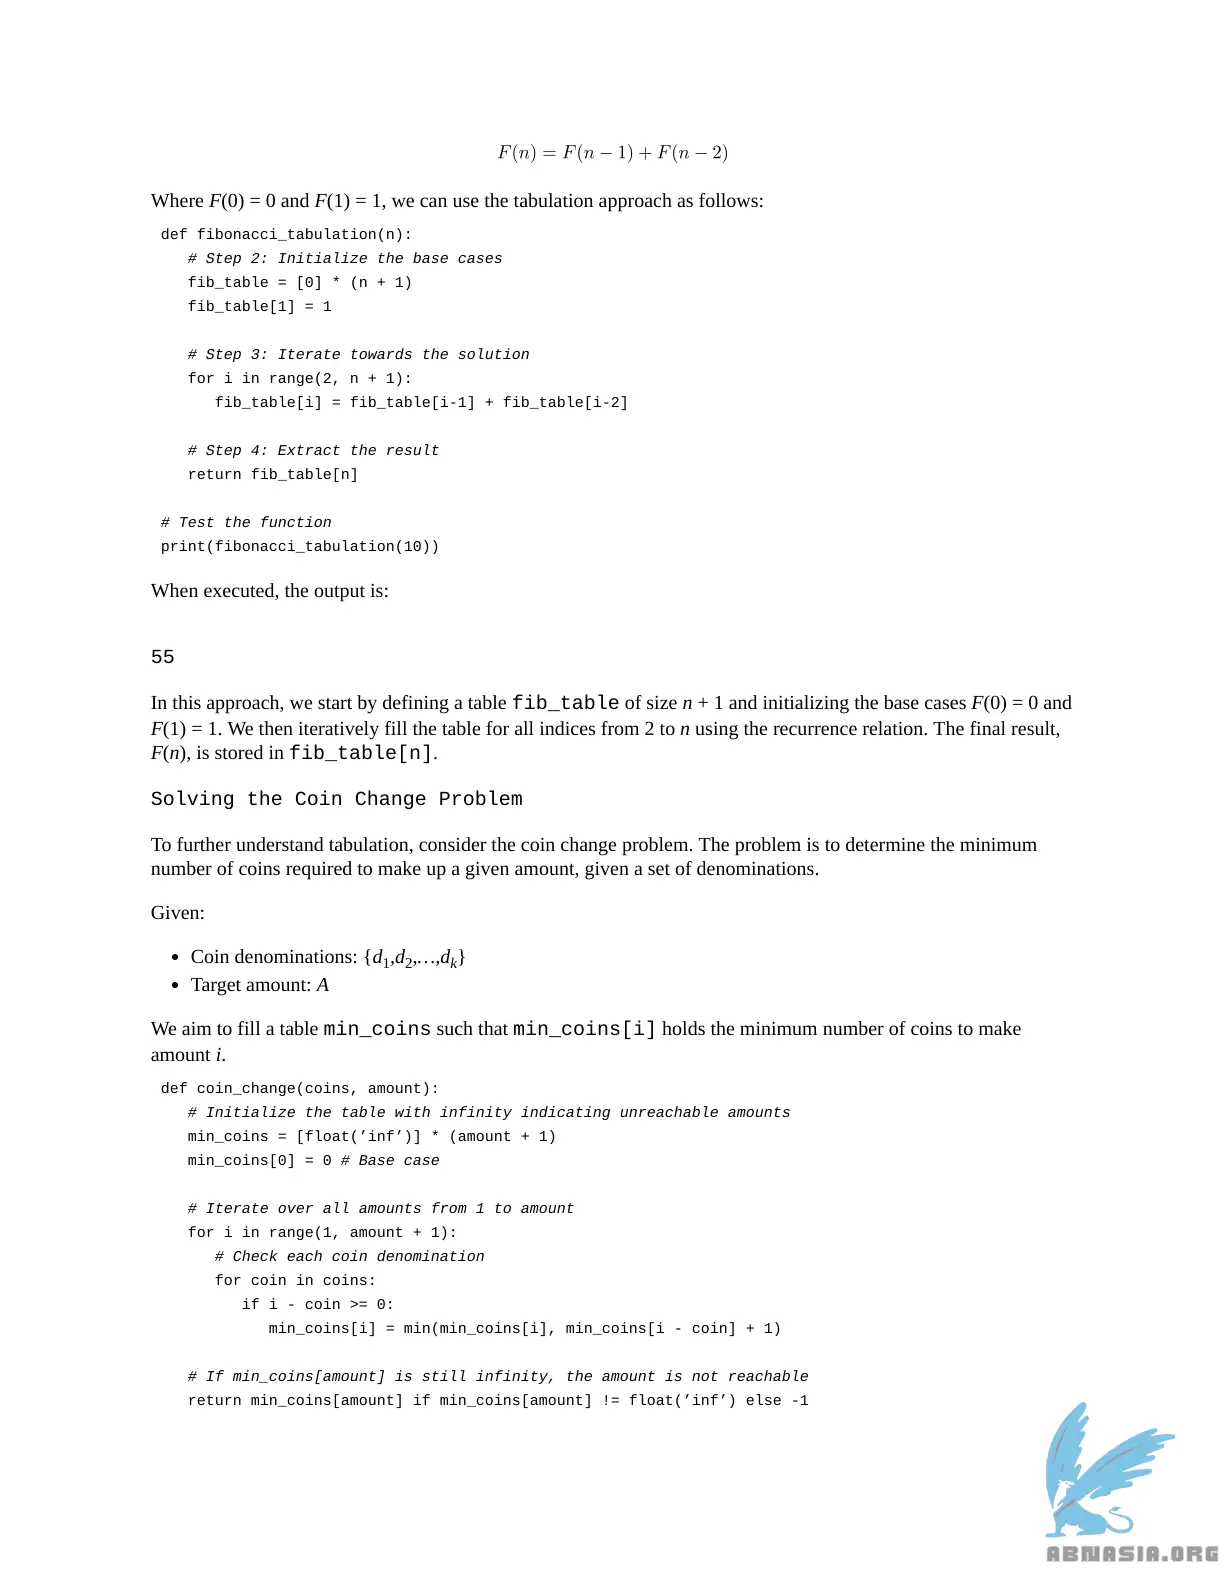 F(n) = F(n − 1) + F(n − 2)
Where F(0) = 0 and F(1) = 1, we can use the tabulation approach as follows:
def fibonacci_tabulation(n):
   # Step 2: Initialize the base cases
   fib_table = [0] * (n + 1)
   fib_table[1] = 1
   # Step 3: Iterate towards the solution
   for i in range(2, n + 1):
      fib_table[i] = fib_table[i-1] + fib_table[i-2]
   # Step 4: Extract the result
   return fib_table[n]
# Test the function
print(fibonacci_tabulation(10))
When executed, the output is:
55
In this approach, we start by defining a table fib_table of size n + 1 and initializing the base cases F(0) = 0 and
F(1) = 1. We then iteratively fill the table for all indices from 2 to n using the recurrence relation. The final result,
F(n), is stored in fib_table[n].
Solving the Coin Change Problem
To further understand tabulation, consider the coin change problem. The problem is to determine the minimum
number of coins required to make up a given amount, given a set of denominations.
Given:
• Coin denominations: {d₁,d₂,…,dₖ}
• Target amount: A
We aim to fill a table min_coins such that min_coins[i] holds the minimum number of coins to make
amount i.
def coin_change(coins, amount):
   # Initialize the table with infinity indicating unreachable amounts
   min_coins = [float(’inf’)] * (amount + 1)
   min_coins[0] = 0 # Base case
   # Iterate over all amounts from 1 to amount
   for i in range(1, amount + 1):
      # Check each coin denomination
      for coin in coins:
         if i - coin >= 0:
            min_coins[i] = min(min_coins[i], min_coins[i - coin] + 1)
   # If min_coins[amount] is still infinity, the amount is not reachable
   return min_coins[amount] if min_coins[amount] != float(’inf’) else -1
ABNASIA.ORG